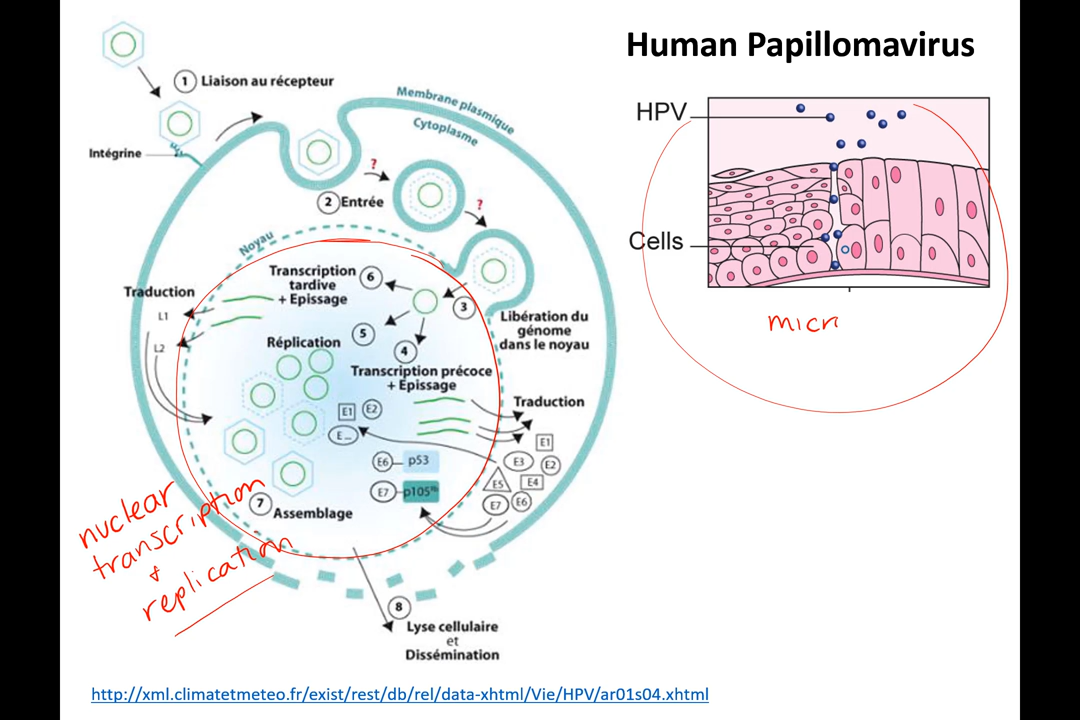 Human Papillomavirus
1 Liaison au récepteur
Membrane plasmique
Cytoplasme
Intégrine
?
2 Entrée
?
Noyau
Transcription
tardive
+ Epissage
6
3
Libération du
génome
dans le noyau
Traduction
L1
L2
5
Réplication
4
Transcription précoce
+ Epissage
Traduction
E1
E2
E...
E1
E3
E2
E5
E4
E7
E6
E6
p53
E7
p105ᴿᵇ
7
Assemblage
8
Lyse cellulaire
et
Dissémination
nuclear
transcription
+
replication
HPV
Cells
micr
http://xml.climatetmeteo.fr/exist/rest/db/rel/data-xhtml/Vie/HPV/ar01s04.xhtml